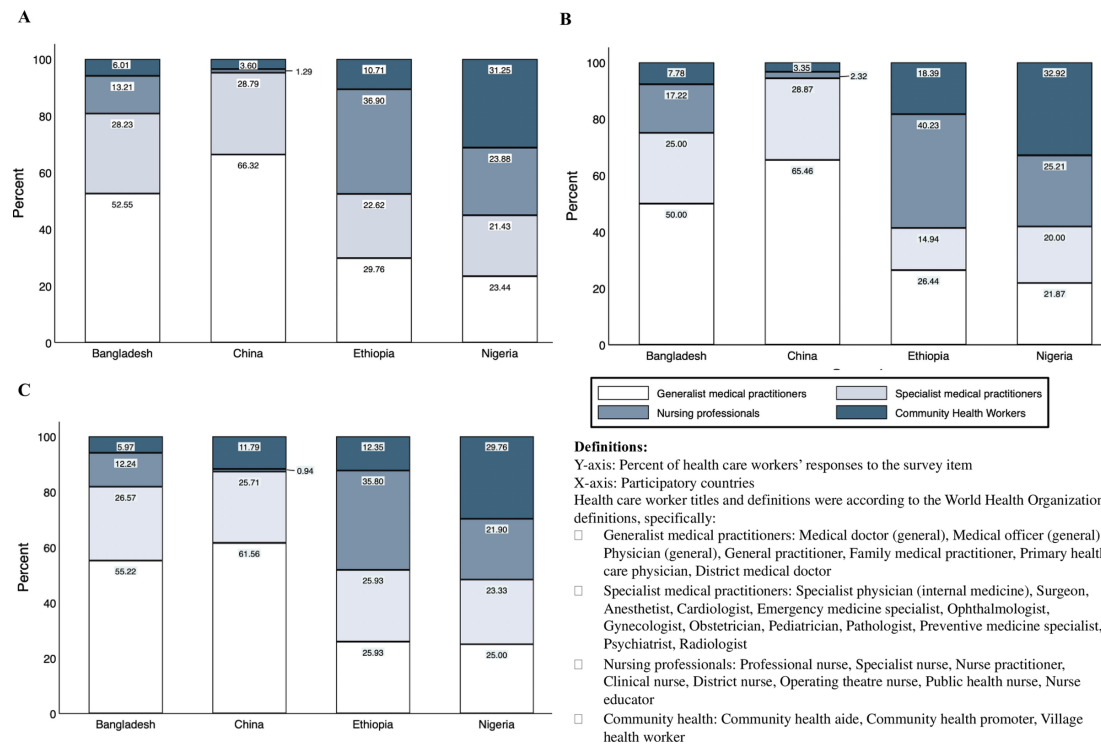 A
Percent
100
80
60
40
20
0
6.01
13.21
28.23
52.55
3.60
1.29
28.79
66.32
10.71
36.90
22.62
29.76
31.25
23.88
21.43
23.44
Bangladesh China Ethiopia Nigeria
B
Percent
100
80
60
40
20
0
7.78
17.22
25.00
50.00
3.35
2.32
28.87
65.46
18.39
40.23
14.94
26.44
32.92
25.21
20.00
21.87
Bangladesh China Ethiopia Nigeria
Generalist medical practitioners Specialist medical practitioners
Nursing professionals Community Health Workers
C
Percent
100
80
60
40
20
0
5.97
12.24
26.57
55.22
11.79
0.94
25.71
61.56
12.35
35.80
25.93
25.93
29.76
21.90
23.33
25.00
Bangladesh China Ethiopia Nigeria
Definitions:
Y-axis: Percent of health care workers’ responses to the survey item
X-axis: Participatory countries
Health care worker titles and definitions were according to the World Health Organization
definitions, specifically:
Generalist medical practitioners: Medical doctor (general), Medical officer (general)
Physician (general), General practitioner, Family medical practitioner, Primary health
care physician, District medical doctor
Specialist medical practitioners: Specialist physician (internal medicine), Surgeon,
Anesthetist, Cardiologist, Emergency medicine specialist, Ophthalmologist,
Gynecologist, Obstetrician, Pediatrician, Pathologist, Preventive medicine specialist,
Psychiatrist, Radiologist
Nursing professionals: Professional nurse, Specialist nurse, Nurse practitioner,
Clinical nurse, District nurse, Operating theatre nurse, Public health nurse, Nurse
educator
Community health: Community health aide, Community health promoter, Village
health worker